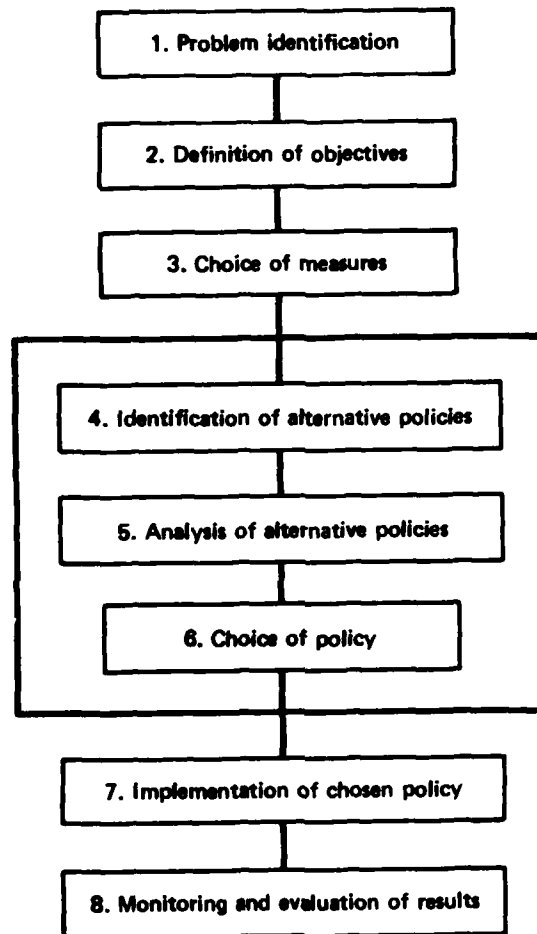 1. Problem identification
2. Definition of objectives
3. Choice of measures
4. Identification of alternative policies
5. Analysis of alternative policies
6. Choice of policy
7. Implementation of chosen policy
8. Monitoring and evaluation of results